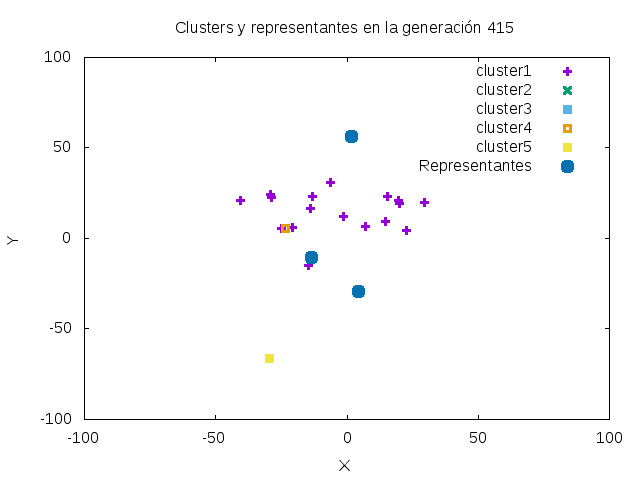 Clusters y representantes en la generación 415
100
50
0
-50
-100
-100
-50
0
50
100
Y
X
cluster1
cluster2
cluster3
cluster4
cluster5
Representantes